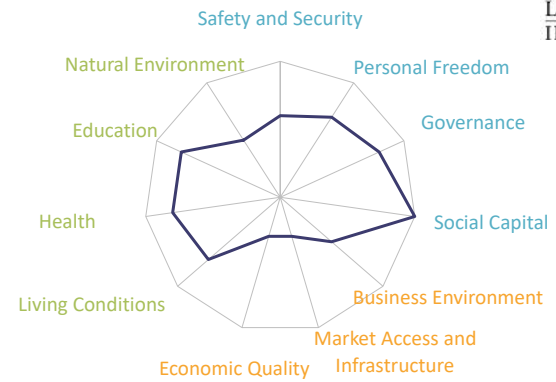 Safety and Security
Natural Environment
Personal Freedom
Education
Governance
Health
Social Capital
Living Conditions
Business Environment
Market Access and
Infrastructure
Economic Quality